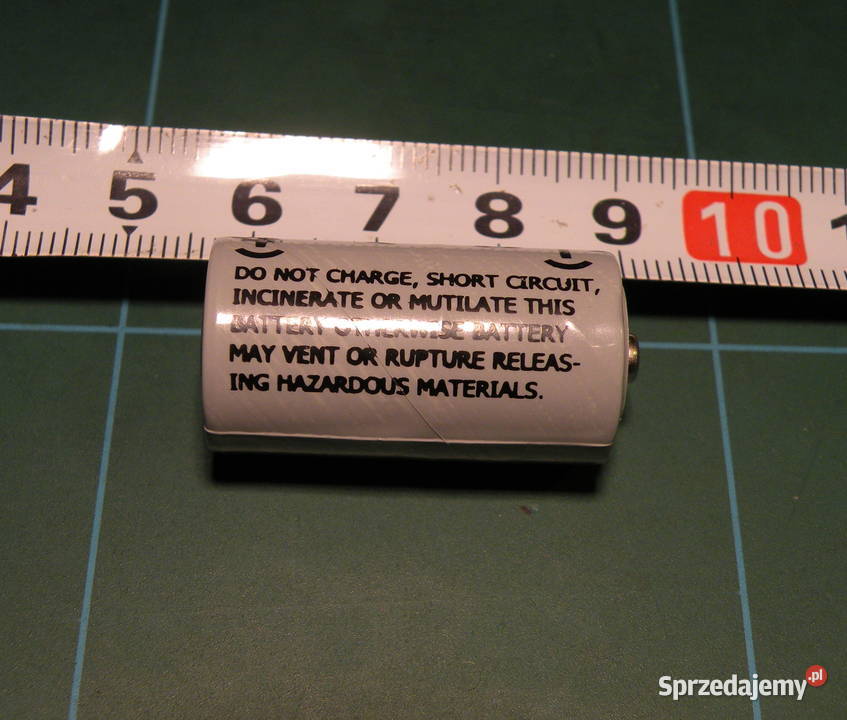 4 5 6 7 8 9 10
DO NOT CHARGE, SHORT CIRCUIT,
INCINERATE OR MUTILATE THIS
BATTERY OTHERWISE BATTERY
MAY VENT OR RUPTURE RELEAS-
ING HAZARDOUS MATERIALS.
Sprzedajemy.pl